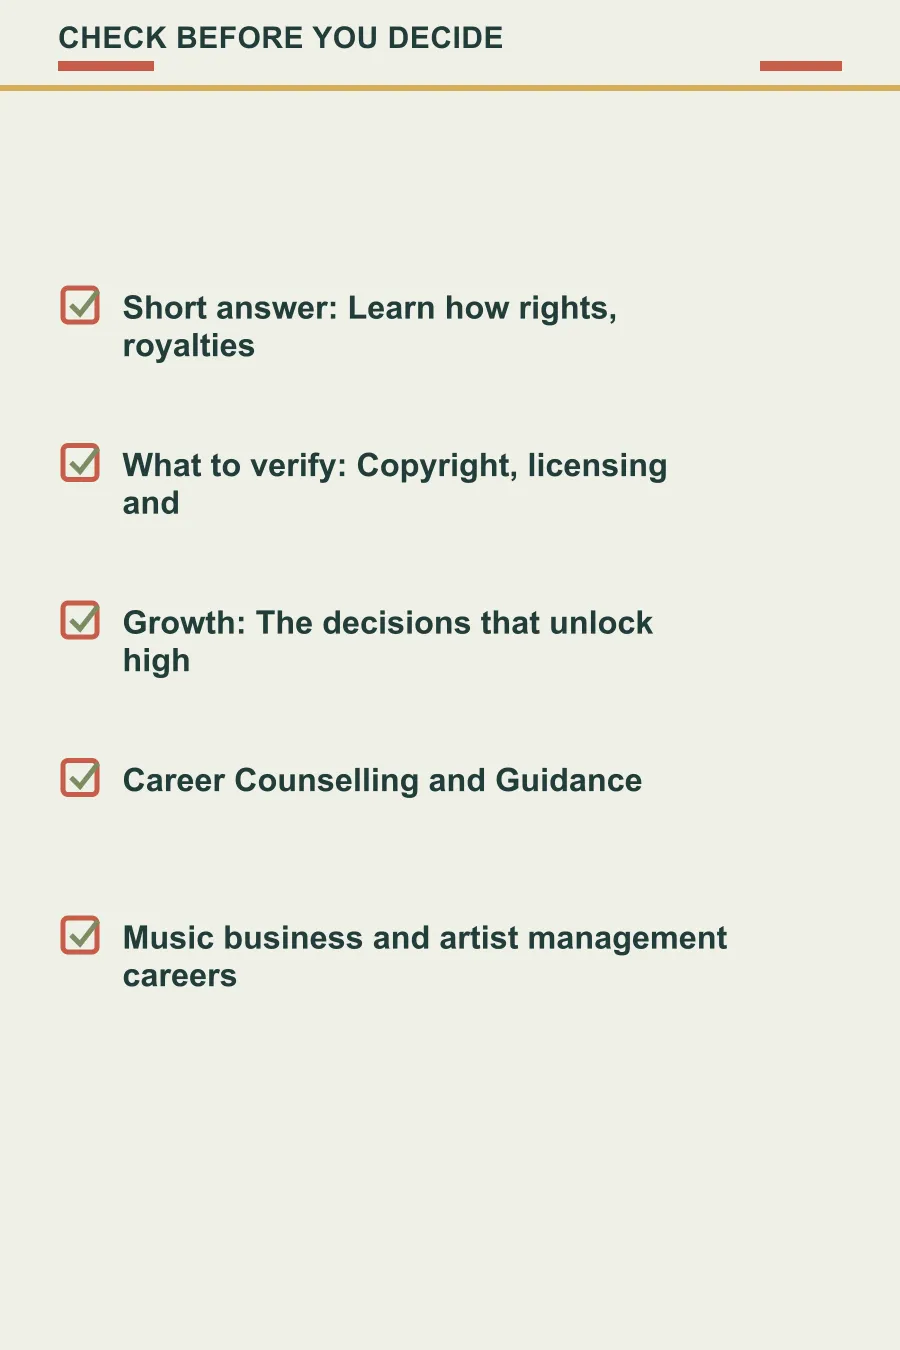 CHECK BEFORE YOU DECIDE
Short answer: Learn how rights,
royalties
What to verify: Copyright, licensing
and
Growth: The decisions that unlock
high
Career Counselling and Guidance
Music business and artist management
careers